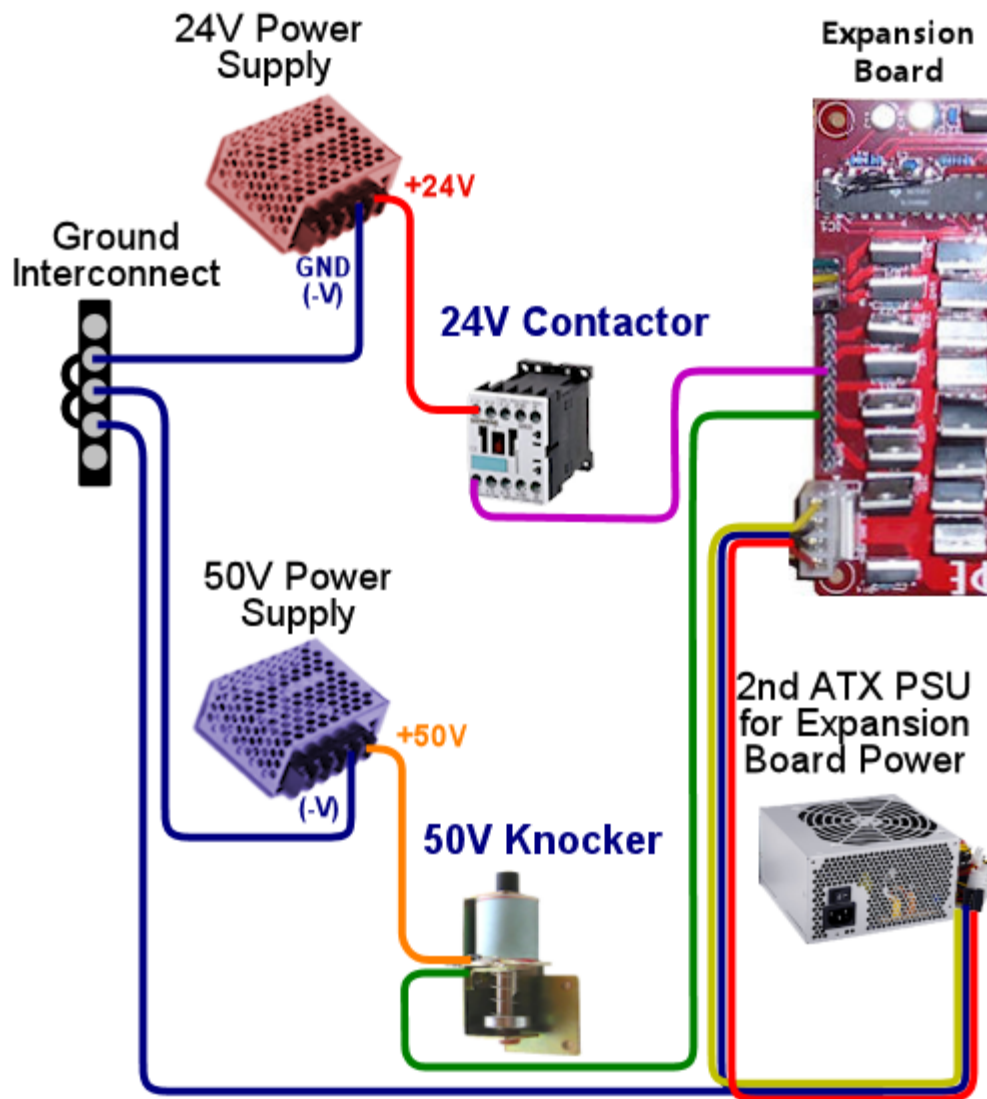 24V Power
Supply
Expansion
Board
+24V
Ground
Interconnect
GND
(-V)
24V Contactor
50V Power
Supply
+50V
(-V)
2nd ATX PSU
for Expansion
Board Power
50V Knocker